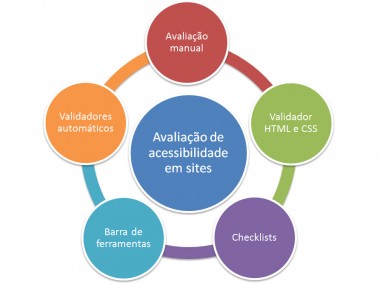 Avaliação
manual
Validadores
automáticos
Validador
HTML e CSS
Avaliação de
acessibilidade
em sites
Barra de
ferramentas
Checklists